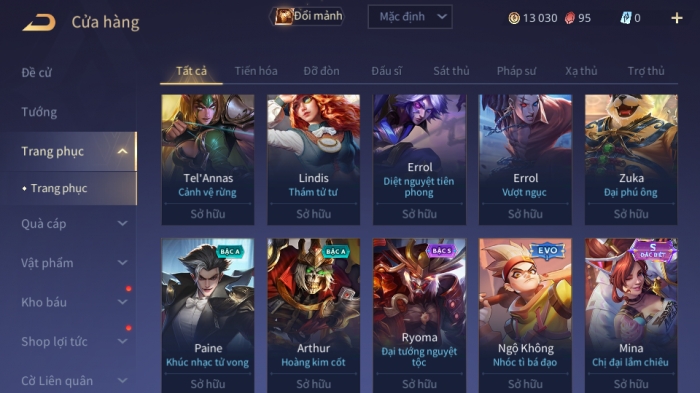 Cửa hàng
Đổi mảnh
Mặc định
13 030
95
0
Đề cử
Tướng
Trang phục
Trang phục
Quà cáp
Vật phẩm
Kho báu
Shop lợi tức
Cờ Liên quân
Tất cả Tiến hóa Đỡ đòn Đấu sĩ Sát thủ Pháp sư Xạ thủ Trợ thủ
Tel'Annas
Cảnh vệ rừng
Sở hữu
Lindis
Thám tử tư
Sở hữu
Errol
Diệt nguyệt tiên
phong
Sở hữu
Errol
Vượt ngục
Sở hữu
Zuka
Đại phú ông
Sở hữu
BẬC A
Paine
Khúc nhạc tử vong
Sở hữu
BẬC A
Arthur
Hoàng kim cốt
Sở hữu
BẬC S
Ryoma
Đại tướng nguyệt
tộc
Sở hữu
EVO
Ngộ Không
Nhóc tì bá đạo
Sở hữu
S
ĐẶC BIỆT
Mina
Chị đại lắm chiêu
Sở hữu